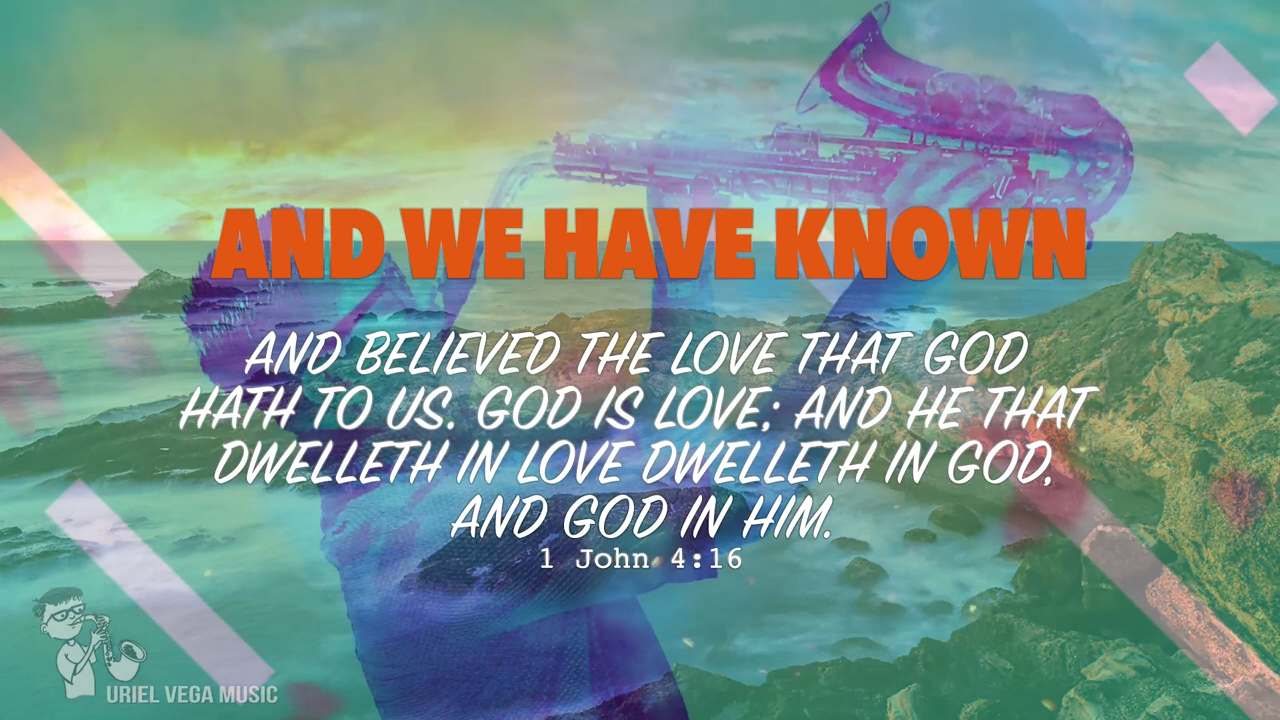 AND WE HAVE KNOWN
AND BELIEVED THE LOVE THAT GOD
HATH TO US. GOD IS LOVE; AND HE THAT
DWELLETH IN LOVE DWELLETH IN GOD,
AND GOD IN HIM.
1 John 4:16
URIEL VEGA MUSIC